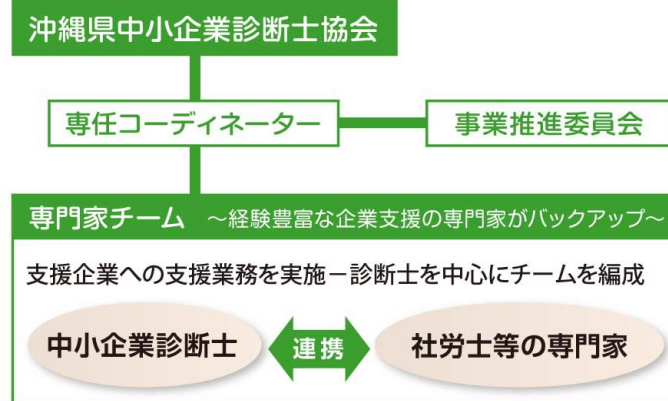 沖縄県中小企業診断士協会
専任コーディネーター
事業推進委員会
専門家チーム ～経験豊富な企業支援の専門家がバックアップ～
支援企業への支援業務を実施－診断士を中心にチームを編成
中小企業診断士 連携 社労士等の専門家